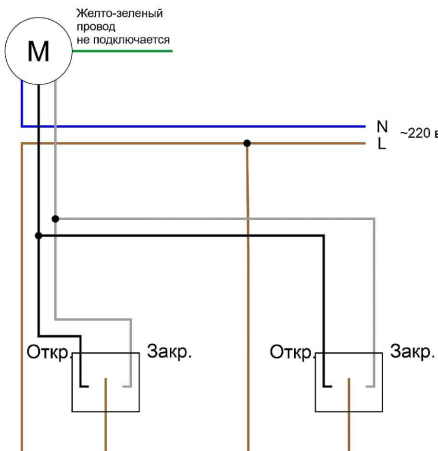 Желто-зеленый
провод
не подключается
M
N
~220 в
L
Откр. Закр.
Откр. Закр.